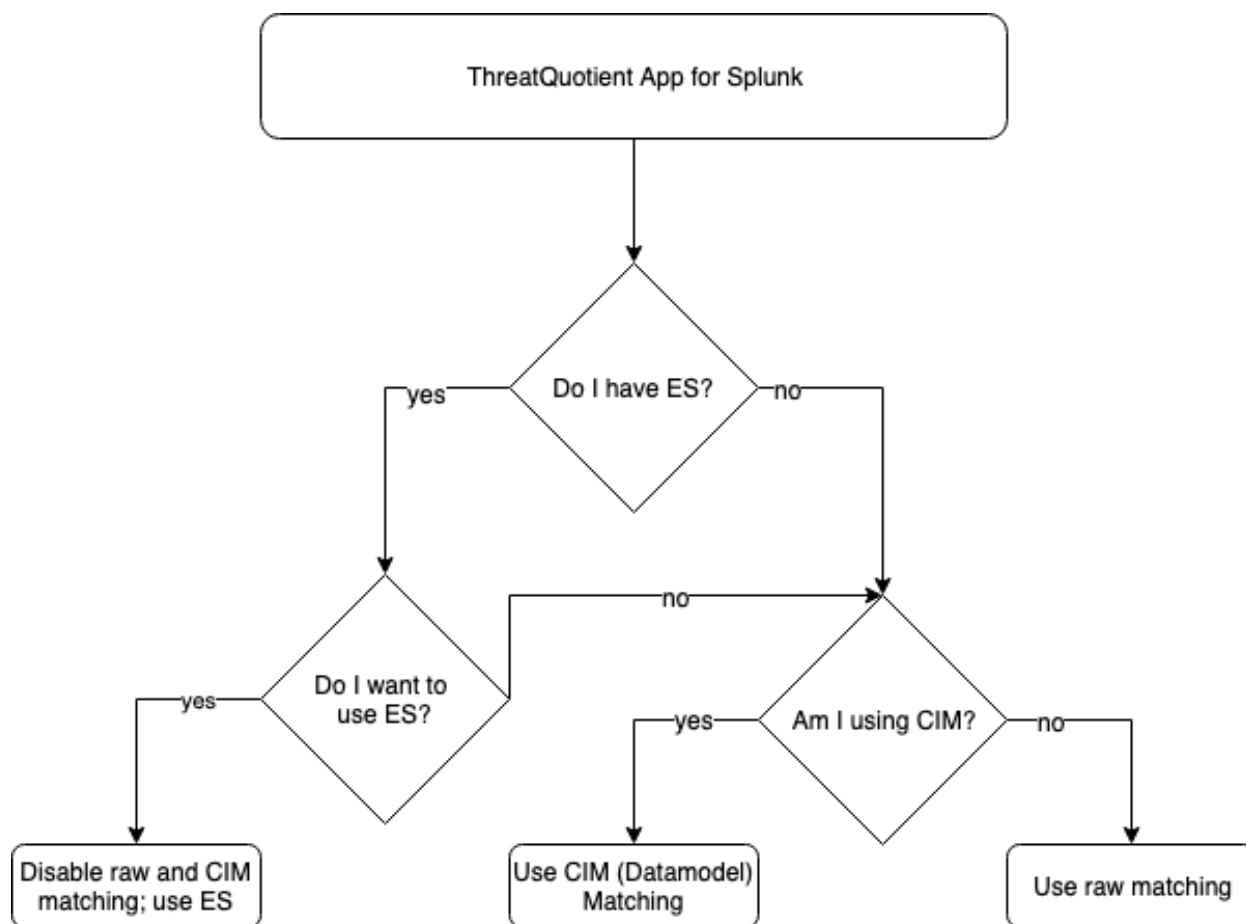 ThreatQuotient App for Splunk
Do I have ES?
yes
no
no
Do I want to
use ES?
yes
Am I using CIM?
yes
no
Disable raw and CIM
matching; use ES
Use CIM (Datamodel)
Matching
Use raw matching